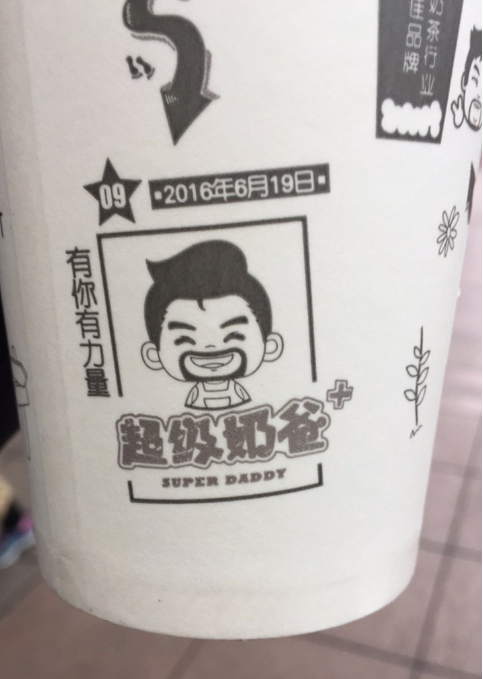 奶茶行业
佳品牌
09
·2016年6月19日·
有你有力量
超级奶爸+
SUPER DADDY